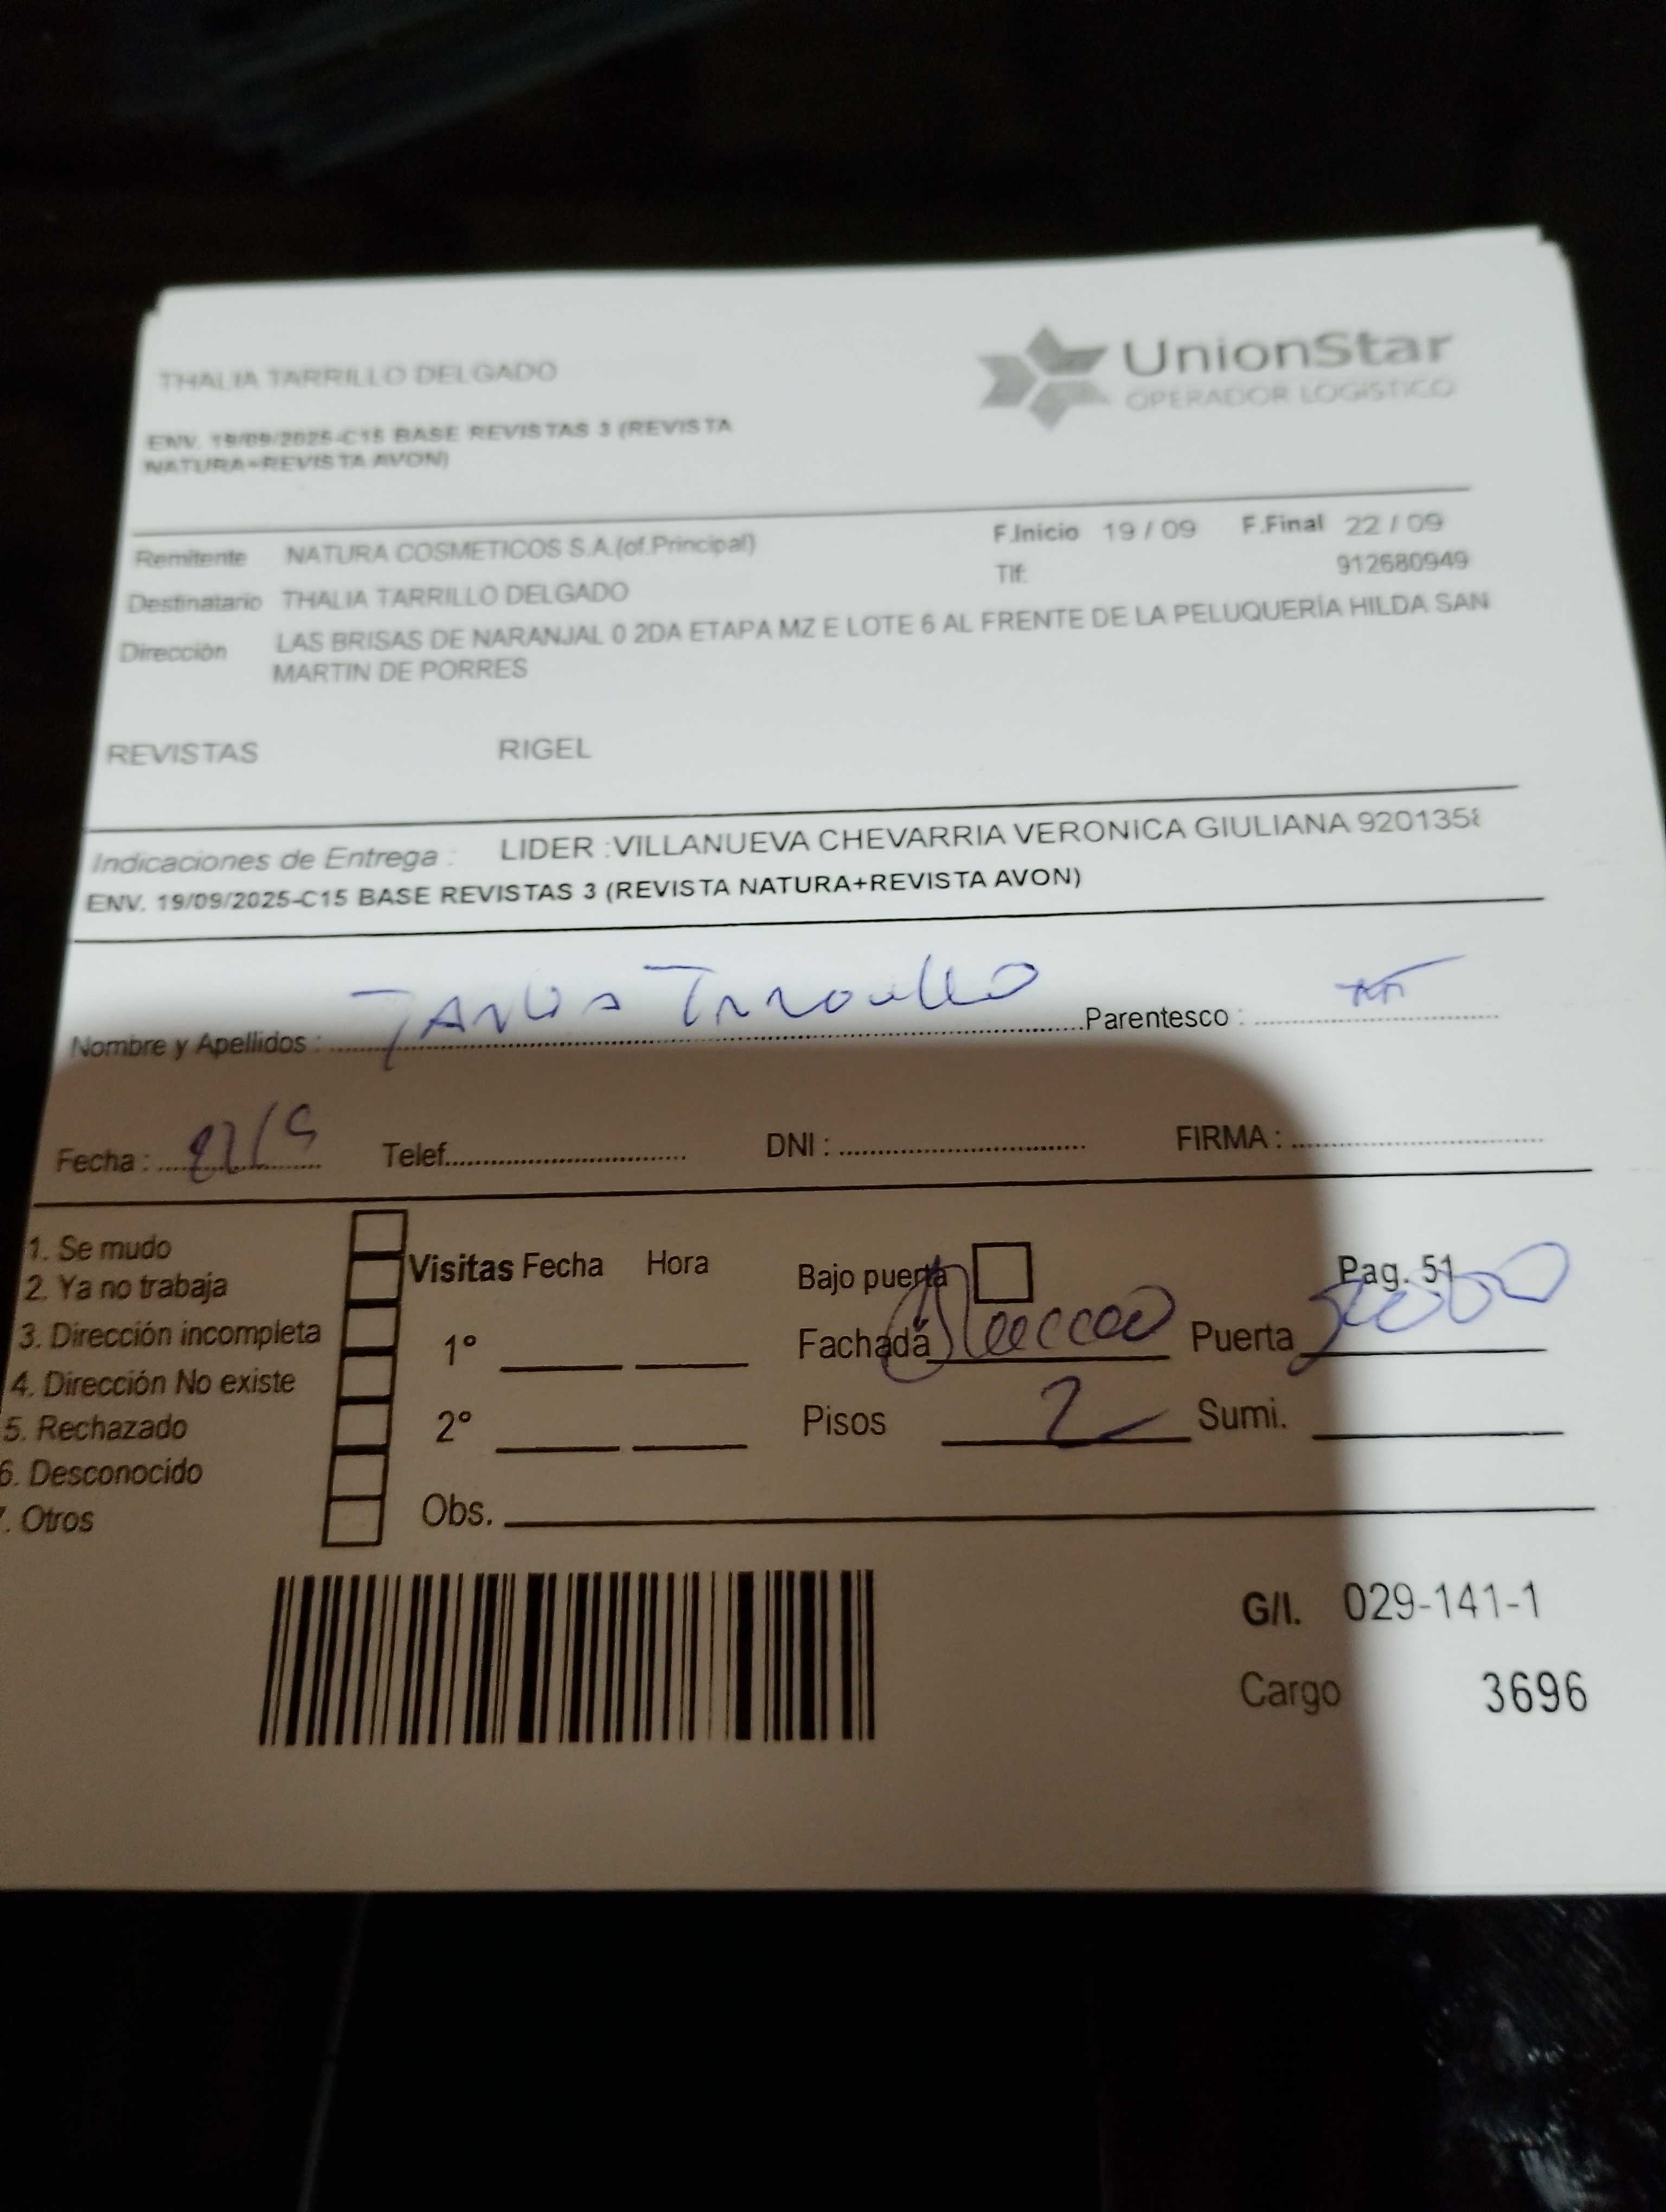 THALIA TARRILLO DELGADO
UnionStar
OPERADOR LOGISTICO
ENV. 19/09/2025-C15 BASE REVISTAS 3 (REVISTA
NATURA+REVISTA AVON)
Remitente NATURA COSMETICOS S.A.(of.Principal) F.Inicio 19 / 09 F.Final 22 / 09
Destinatario THALIA TARRILLO DELGADO Tlf: 912680949
Dirección LAS BRISAS DE NARANJAL 0 2DA ETAPA MZ E LOTE 6 AL FRENTE DE LA PELUQUERÍA HILDA SAN
MARTIN DE PORRES
REVISTAS RIGEL
Indicaciones de Entrega : LIDER :VILLANUEVA CHEVARRIA VERONICA GIULIANA 920135
ENV. 19/09/2025-C15 BASE REVISTAS 3 (REVISTA NATURA+REVISTA AVON)
Nombre y Apellidos : Parentesco :
Fecha : Telef. DNI : FIRMA :
1. Se mudo
2. Ya no trabaja
3. Dirección incompleta
4. Dirección No existe
5. Rechazado
6. Desconocido
7. Otros
Visitas Fecha Hora
1°
2°
Obs.
Bajo puerta Pag. 51
Fachada Puerta
Pisos 2 Sumi.
G/I. 029-141-1
Cargo 3696